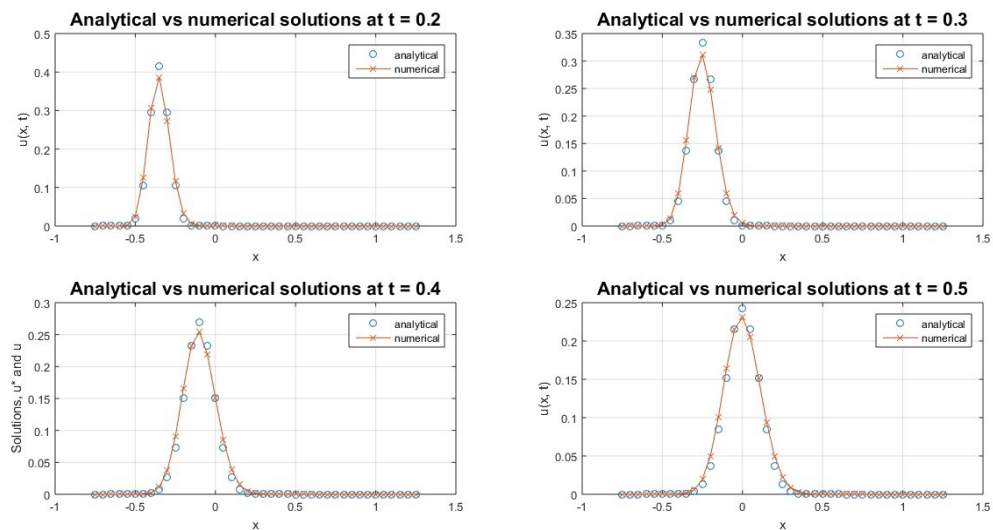 Analytical vs numerical solutions at t = 0.2
0.5
0.4
0.3
0.2
0.1
0
u(x, t)
analytical
numerical
-1
-0.5
0
0.5
1
1.5
x
Analytical vs numerical solutions at t = 0.3
0.35
0.3
0.25
0.2
0.15
0.1
0.05
0
u(x, t)
analytical
numerical
-1
-0.5
0
0.5
1
1.5
x
Analytical vs numerical solutions at t = 0.4
0.3
0.25
0.2
0.15
0.1
0.05
0
Solutions, u* and u
analytical
numerical
-1
-0.5
0
0.5
1
1.5
x
Analytical vs numerical solutions at t = 0.5
0.25
0.2
0.15
0.1
0.05
0
u(x, t)
analytical
numerical
-1
-0.5
0
0.5
1
1.5
x